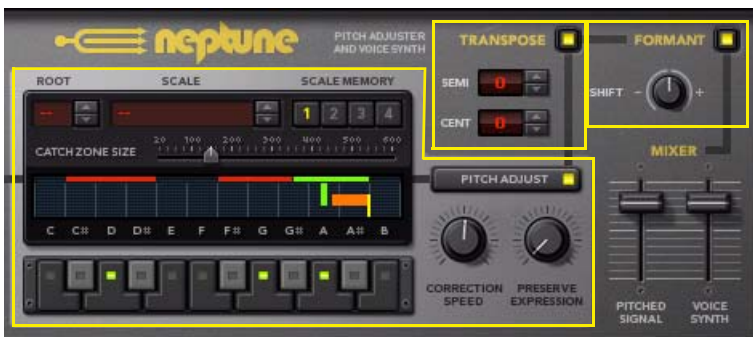 neptune
PITCH ADJUSTER
AND VOICE SYNTH
TRANSPOSE
FORMANT
ROOT SCALE SCALE MEMORY
-- -- 1 2 3 4
SEMI 0
CENT 0
SHIFT - +
CATCH ZONE SIZE 20 100 200 300 400 500 600
MIXER
PITCH ADJUST
C C# D D# E F F# G G# A A# B
CORRECTION
SPEED
PRESERVE
EXPRESSION
PITCHED
SIGNAL
VOICE
SYNTH